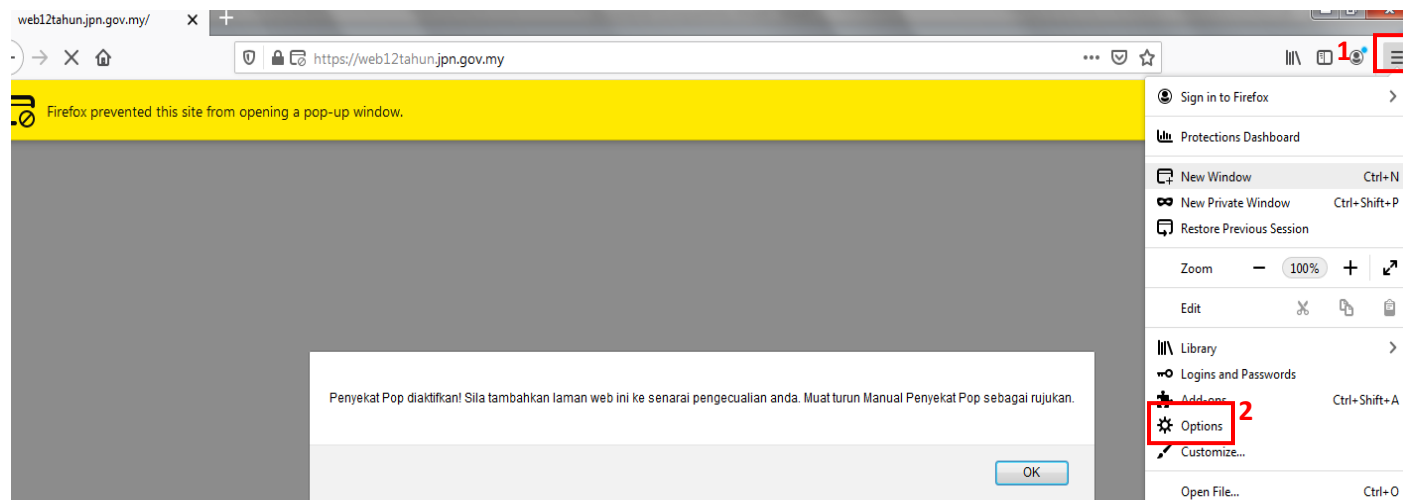 web12tahun.jpn.gov.my/
https://web12tahun.jpn.gov.my
1
Firefox prevented this site from opening a pop-up window.
Sign in to Firefox
Protections Dashboard
New Window Ctrl+N
New Private Window Ctrl+Shift+P
Restore Previous Session
Zoom 100%
Edit
Library
Logins and Passwords
Add-ons Ctrl+Shift+A
Options 2
Customize...
Open File... Ctrl+O
Penyekat Pop diaktifkan! Sila tambahkan laman web ini ke senarai pengecualian anda. Muat turun Manual Penyekat Pop sebagai rujukan.
OK